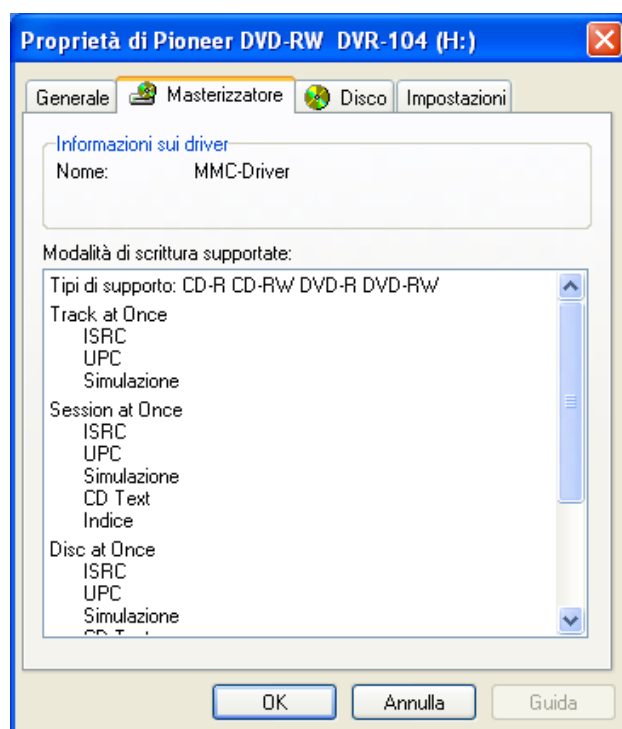 Proprietà di Pioneer DVD-RW DVR-104 (H:)
Generale Masterizzatore Disco Impostazioni
Informazioni sui driver
Nome: MMC-Driver
Modalità di scrittura supportate:
Tipi di supporto: CD-R CD-RW DVD-R DVD-RW
Track at Once
ISRC
UPC
Simulazione
Session at Once
ISRC
UPC
Simulazione
CD Text
Indice
Disc at Once
ISRC
UPC
Simulazione
OK Annulla Guida